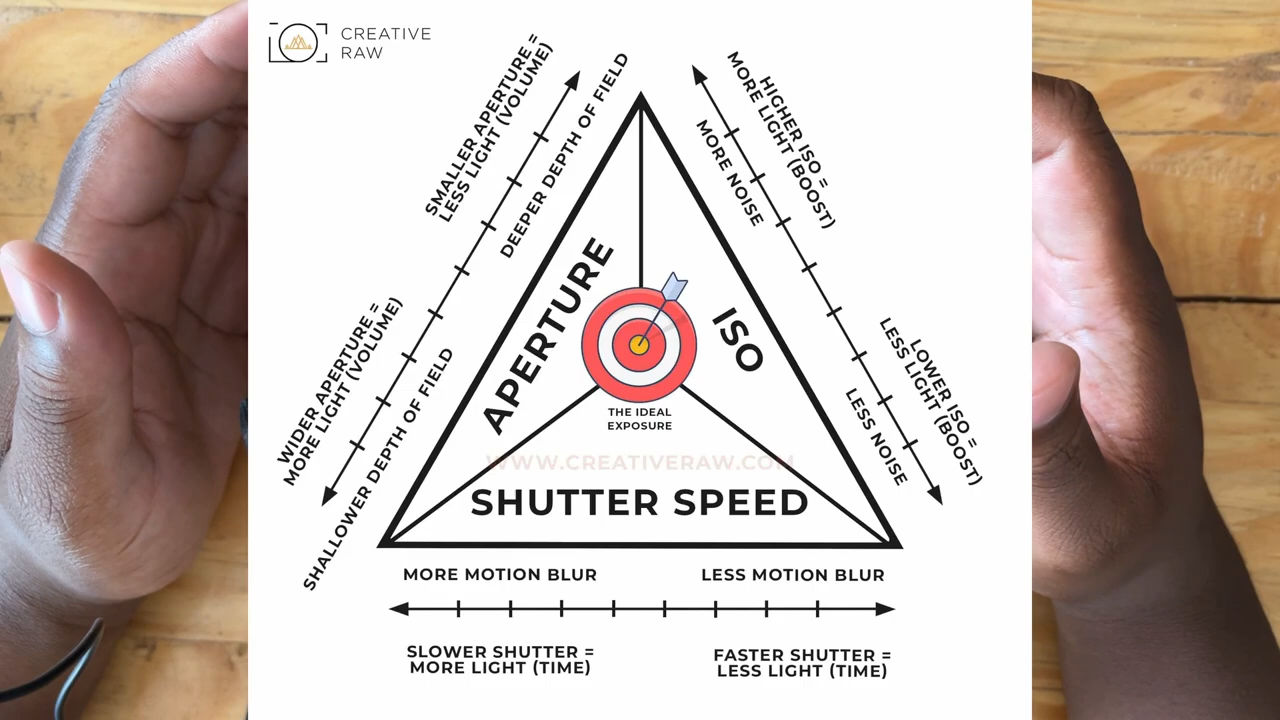 CREATIVE
RAW
SMALLER APERTURE =
LESS LIGHT (VOLUME)
DEEPER DEPTH OF FIELD
HIGHER ISO =
MORE LIGHT (BOOST)
MORE NOISE
WIDER APERTURE =
MORE LIGHT (VOLUME)
SHALLOWER DEPTH OF FIELD
APERTURE
ISO
LOWER ISO =
LESS LIGHT (BOOST)
LESS NOISE
THE IDEAL
EXPOSURE
WWW.CREATIVERAW.COM
SHUTTER SPEED
MORE MOTION BLUR
LESS MOTION BLUR
SLOWER SHUTTER =
MORE LIGHT (TIME)
FASTER SHUTTER =
LESS LIGHT (TIME)